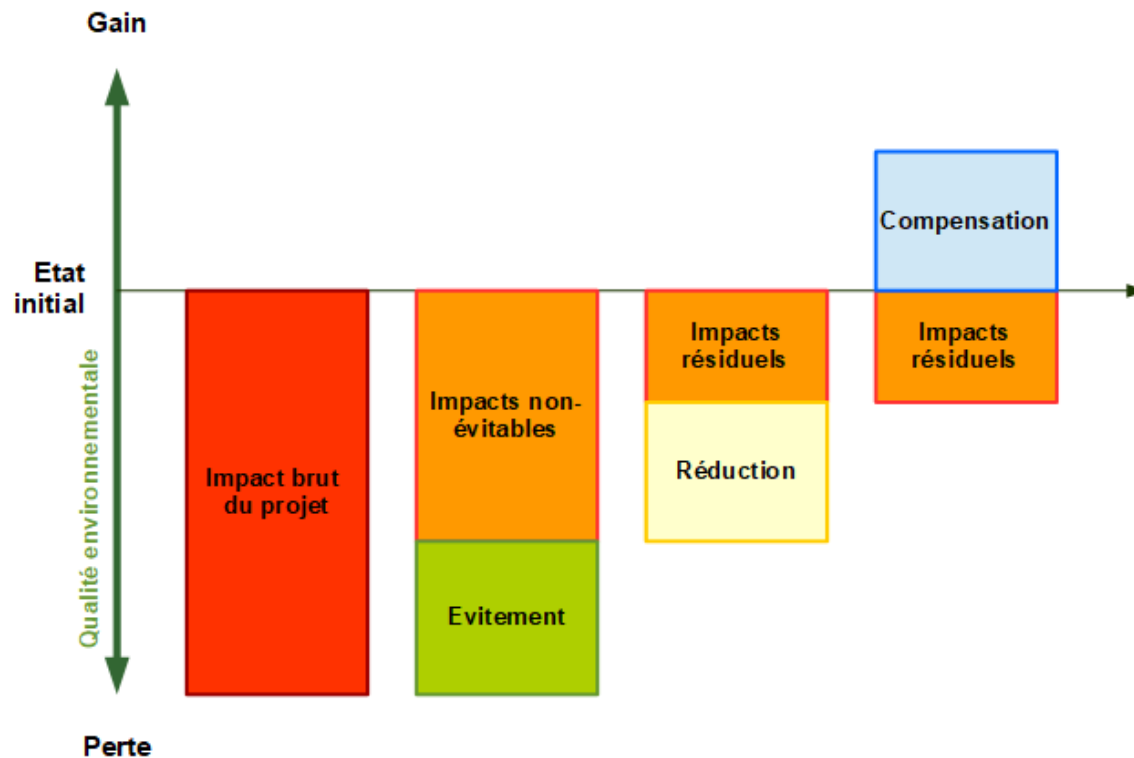 Gain
Compensation
Etat
initial
Impacts
résiduels
Impacts
résiduels
Impacts non-
évitables
Impact brut
du projet
Réduction
Evitement
Qualité environnementale
Perte